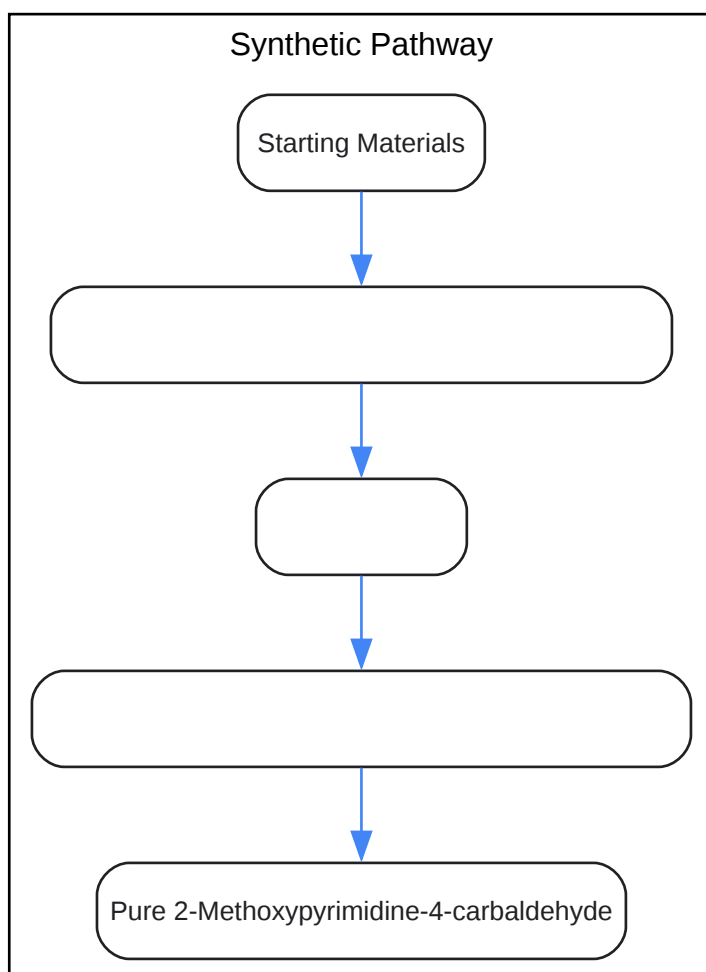 Synthetic Pathway
Starting Materials
Pure 2-Methoxypyrimidine-4-carbaldehyde